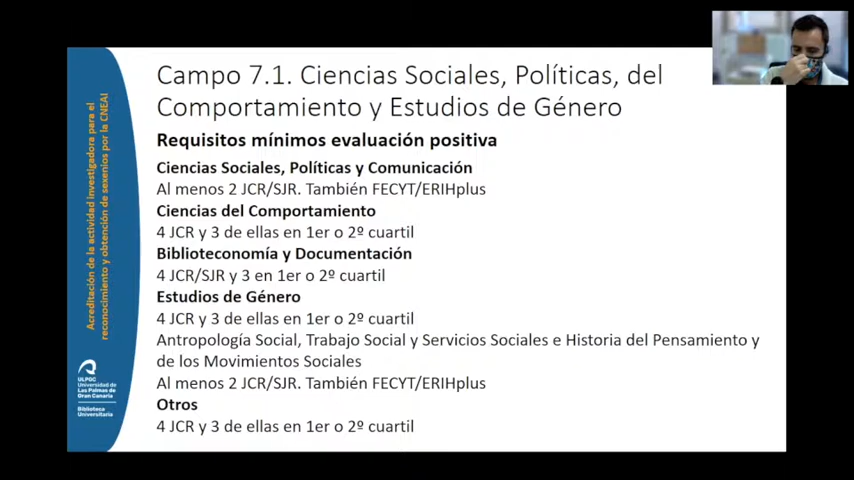 Campo 7.1. Ciencias Sociales, Políticas, del
Comportamiento y Estudios de Género
Requisitos mínimos evaluación positiva
Ciencias Sociales, Políticas y Comunicación
Al menos 2 JCR/SJR. También FECYT/ERIHplus
Ciencias del Comportamiento
4 JCR y 3 de ellas en 1er o 2º cuartil
Biblioteconomía y Documentación
4 JCR/SJR y 3 en 1er o 2º cuartil
Estudios de Género
4 JCR y 3 de ellas en 1er o 2º cuartil
Antropología Social, Trabajo Social y Servicios Sociales e Historia del Pensamiento y
de los Movimientos Sociales
Al menos 2 JCR/SJR. También FECYT/ERIHplus
Otros
4 JCR y 3 de ellas en 1er o 2º cuartil
Acreditación de la actividad investigadora para el
reconocimiento y obtención de sexenios por la CNEAI
ULPGC
Universidad de
Las Palmas de
Gran Canaria
Biblioteca
Universitaria